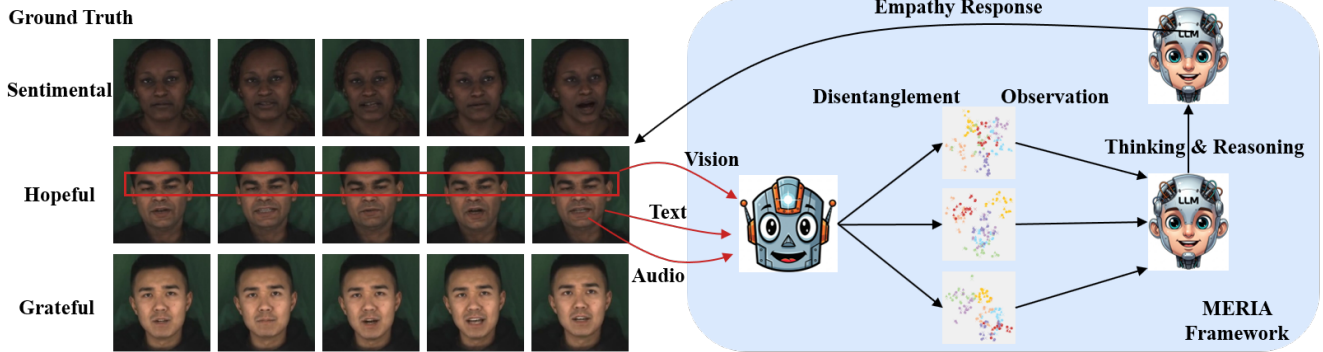 Ground Truth
Sentimental
Hopeful
Grateful
Vision
Text
Audio
Empathy Response
Disentanglement
Observation
LLM
Thinking & Reasoning
LLM
MERIA
Framework